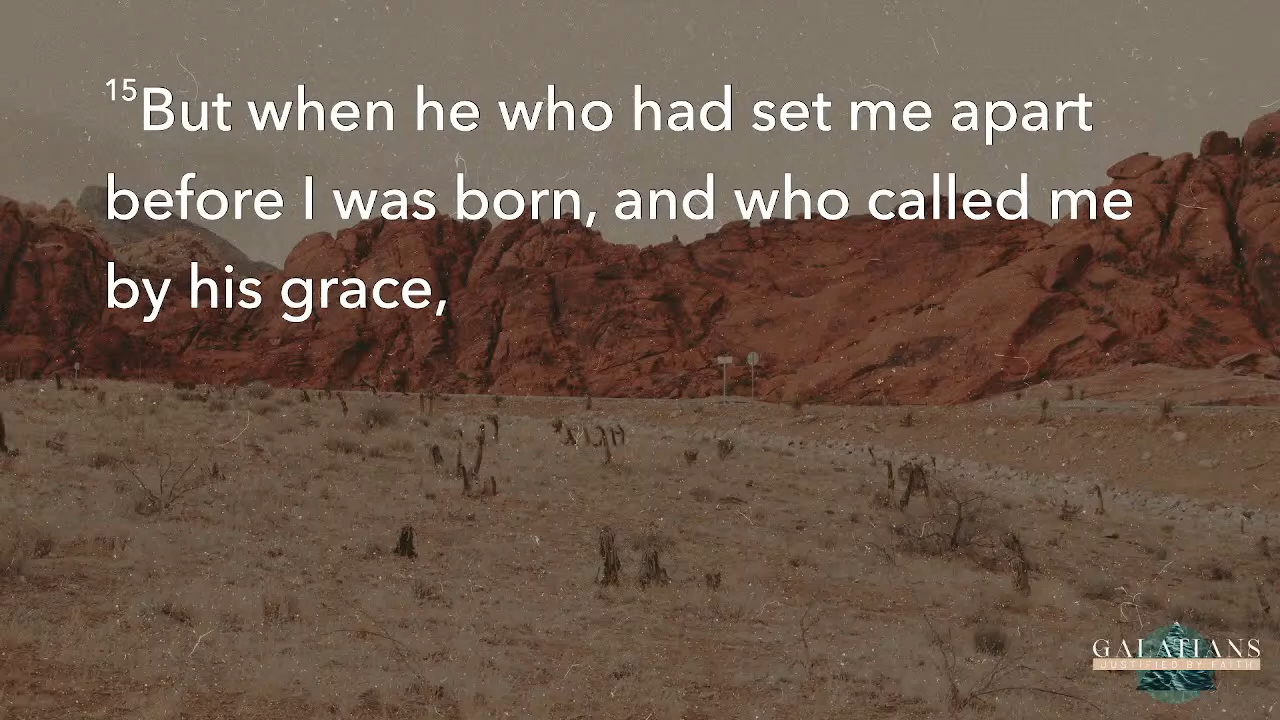 15But when he who had set me apart
before I was born, and who called me
by his grace,
GALATIANS
JUSTIFIED BY FAITH